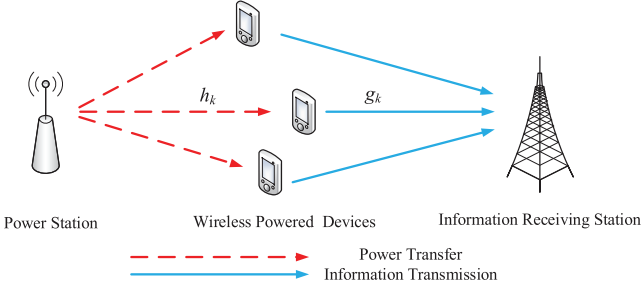 h_k
g_k
Power Station
Wireless Powered Devices
Information Receiving Station
Power Transfer
Information Transmission